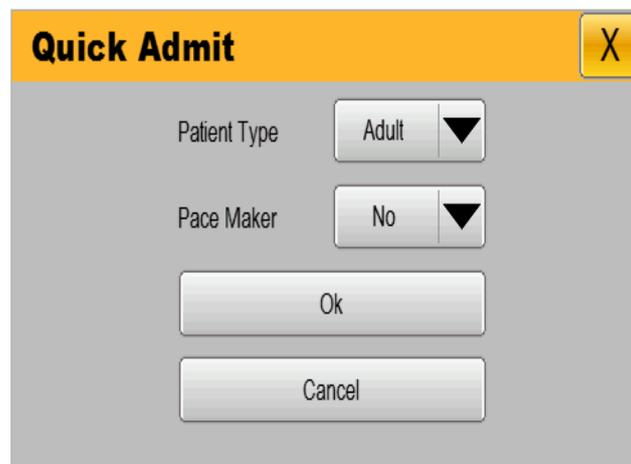 Quick Admit X
Patient Type Adult
Pace Maker No
Ok
Cancel